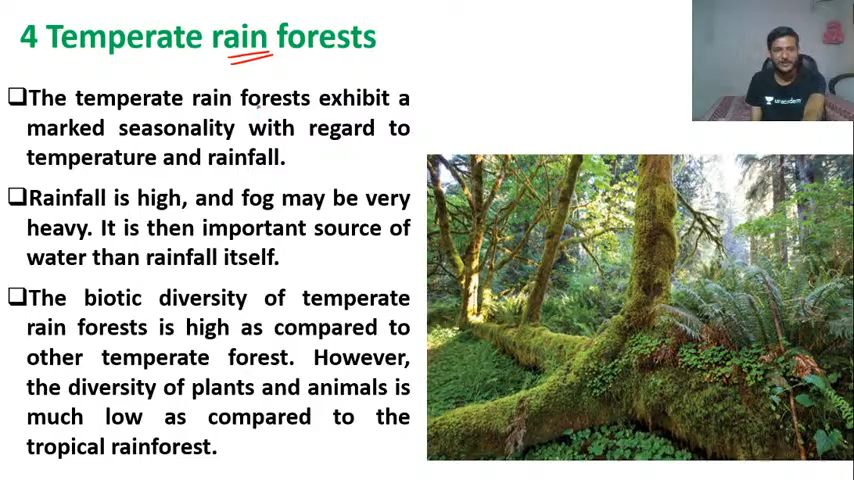 4 Temperate rain forests
❑The temperate rain forests exhibit a
marked seasonality with regard to
temperature and rainfall.
❑Rainfall is high, and fog may be very
heavy. It is then important source of
water than rainfall itself.
❑The biotic diversity of temperate
rain forests is high as compared to
other temperate forest. However,
the diversity of plants and animals is
much low as compared to the
tropical rainforest.
unacademy